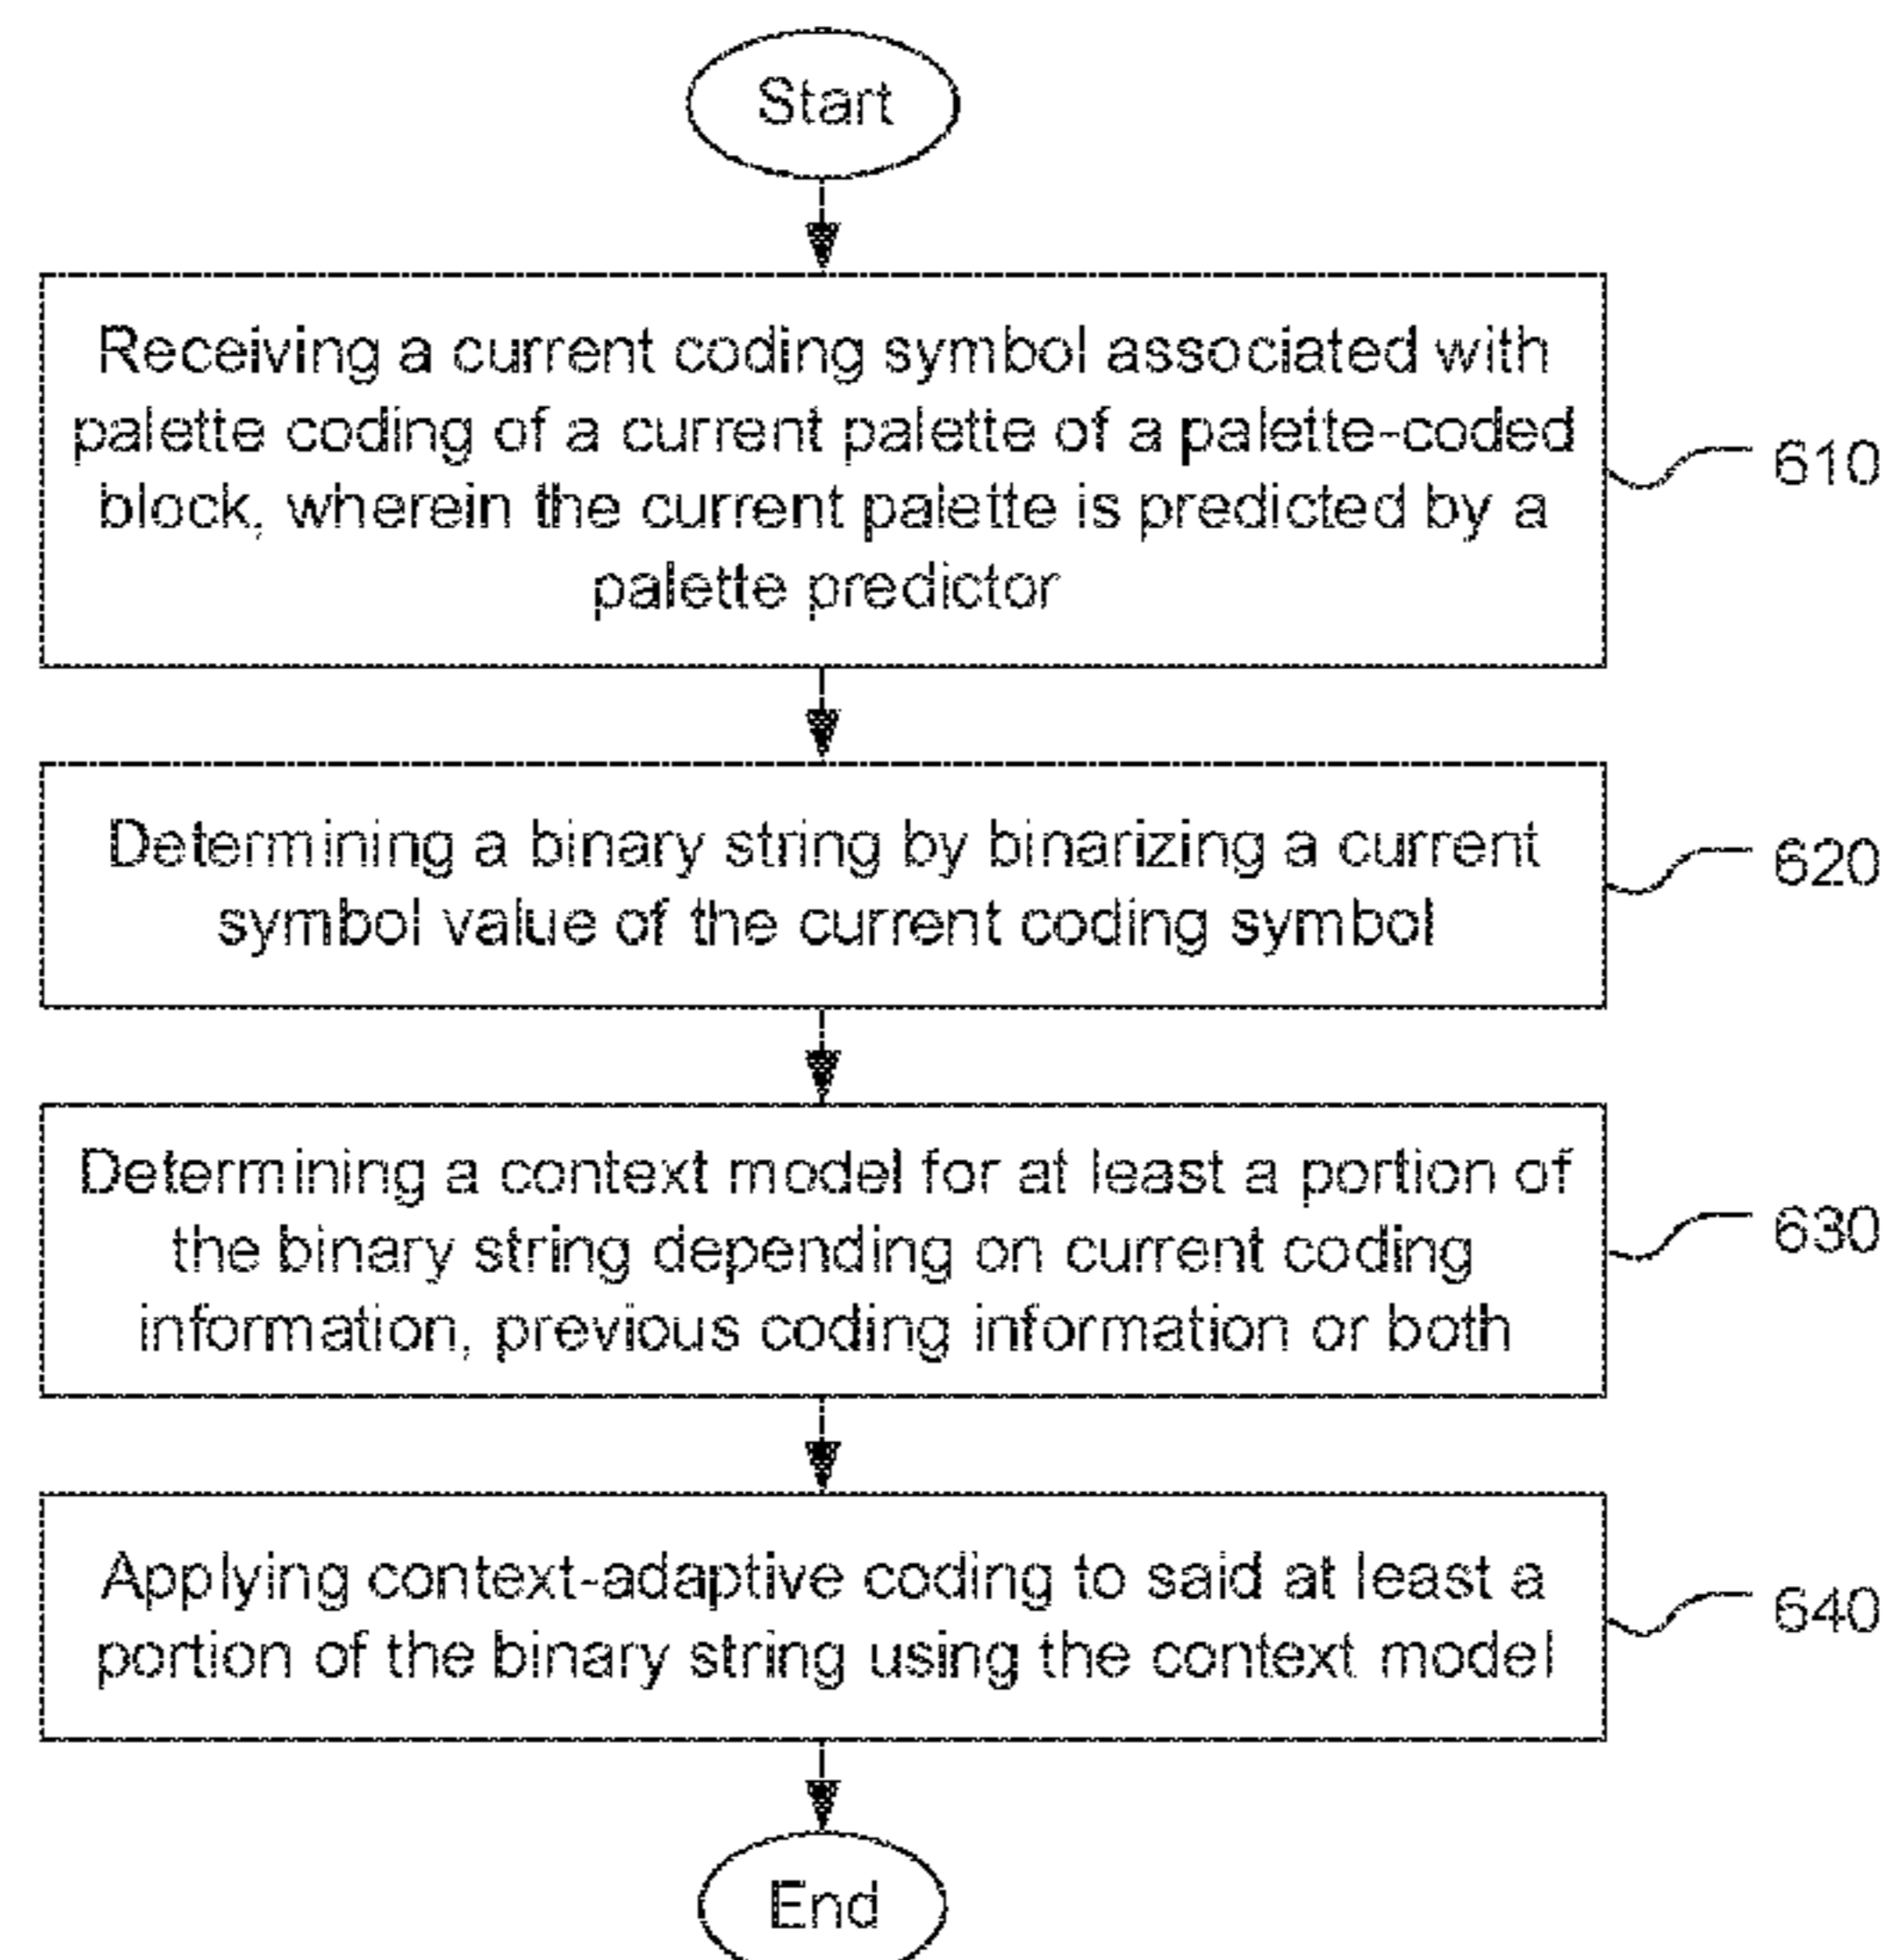 Start
Receiving a current coding symbol associated with
palette coding of a current palette of a palette-coded
block, wherein the current palette is predicted by a
palette predictor
610
Determining a binary string by binarizing a current
symbol value of the current coding symbol
620
Determining a context model for at least a portion of
the binary string depending on current coding
information, previous coding information or both
630
Applying context-adaptive coding to said at least a
portion of the binary string using the context model
640
End